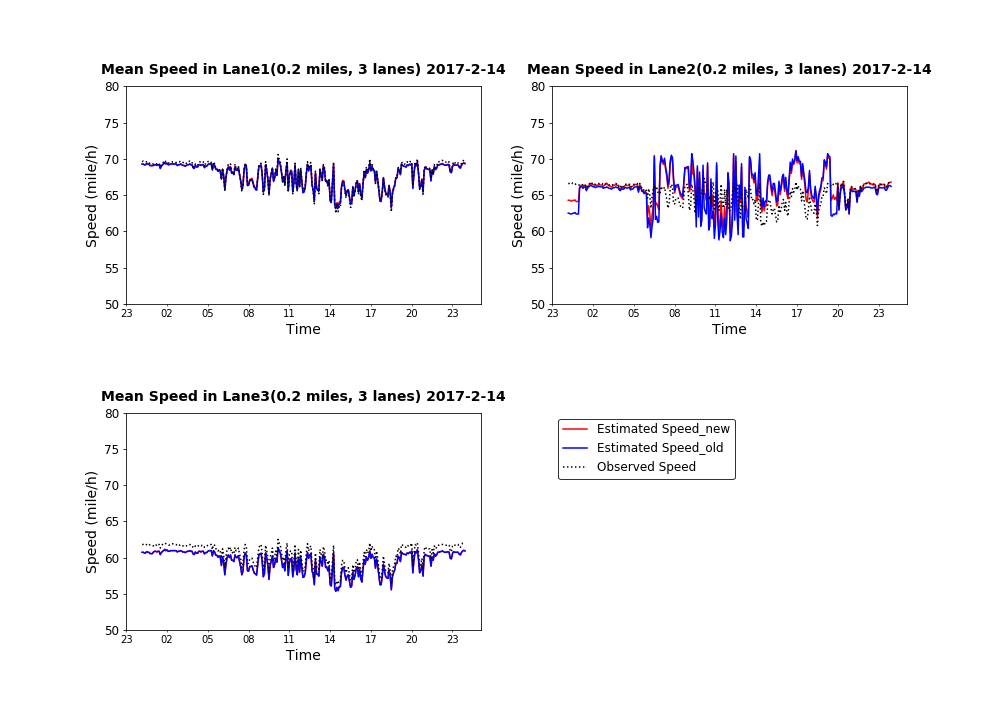 Mean Speed in Lane1(0.2 miles, 3 lanes) 2017-2-14
80
75
70
65
60
55
50
Speed (mile/h)
23 02 05 08 11 14 17 20 23
Time
Mean Speed in Lane2(0.2 miles, 3 lanes) 2017-2-14
80
75
70
65
60
55
50
Speed (mile/h)
23 02 05 08 11 14 17 20 23
Time
Mean Speed in Lane3(0.2 miles, 3 lanes) 2017-2-14
80
75
70
65
60
55
50
Speed (mile/h)
23 02 05 08 11 14 17 20 23
Time
Estimated Speed_new
Estimated Speed_old
Observed Speed